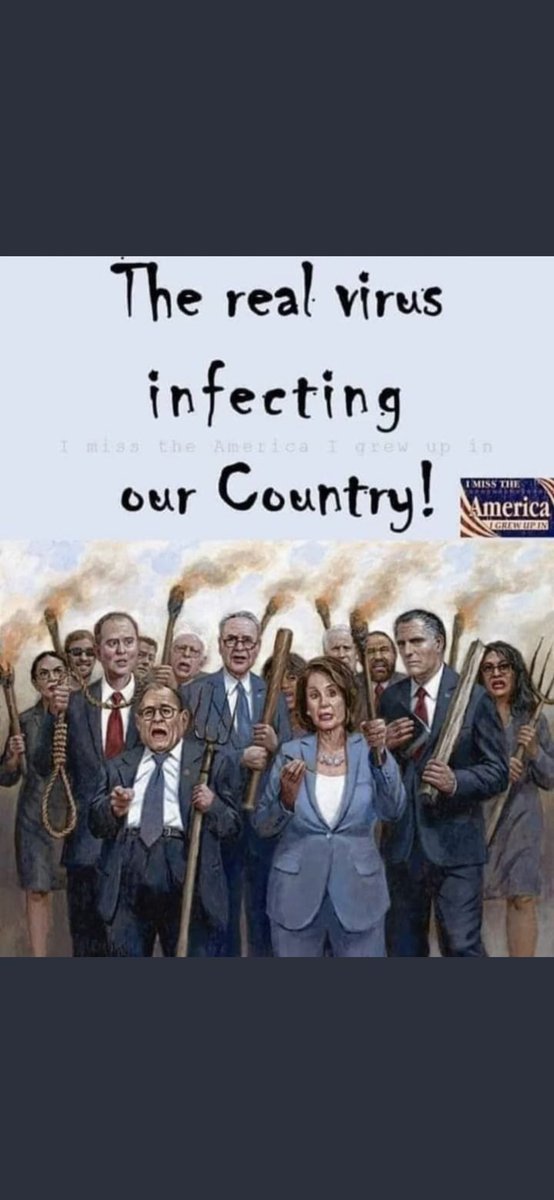 The real virus
infecting
I miss the America I grew up in
our Country!
I MISS THE
America
I GREW UP IN